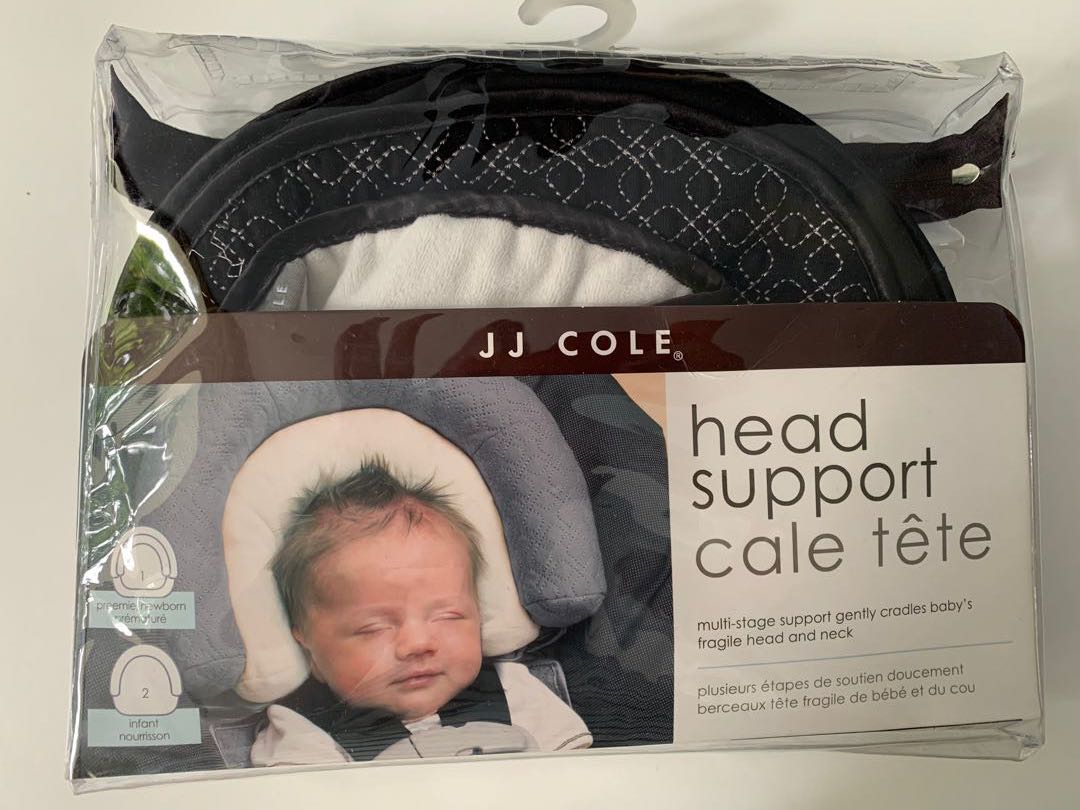 LE
JJ COLE®
head
support
cale tête
multi-stage support gently cradles baby's
fragile head and neck
plusieurs étapes de soutien doucement
berceaux tête fragile de bébé et du cou
1
preemie/newborn
prématuré
2
infant
nourrisson